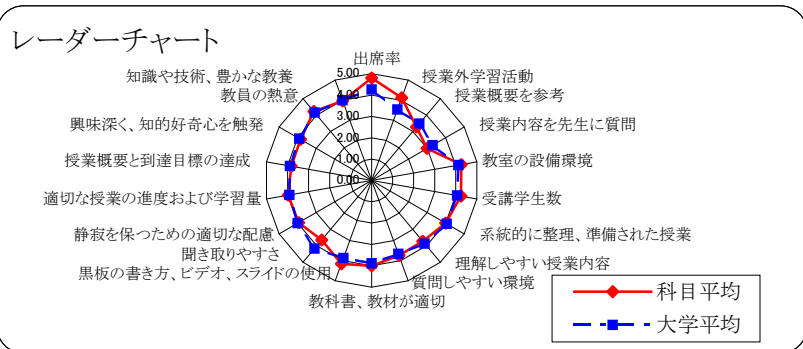 レーダーチャート
出席率
授業外学習活動
授業概要を参考
授業内容を先生に質問
教室の設備環境
受講学生数
系統的に整理、準備された授業
理解しやすい授業内容
質問しやすい環境
教科書、教材が適切
黒板の書き方、ビデオ、スライドの使用
聞き取りやすさ
静寂を保つための適切な配慮
適切な授業の進度および学習量
授業概要と到達目標の達成
興味深く、知的好奇心を触発
教員の熱意
知識や技術、豊かな教養
5.00
4.00
3.00
2.00
1.00
0.00
科目平均
大学平均